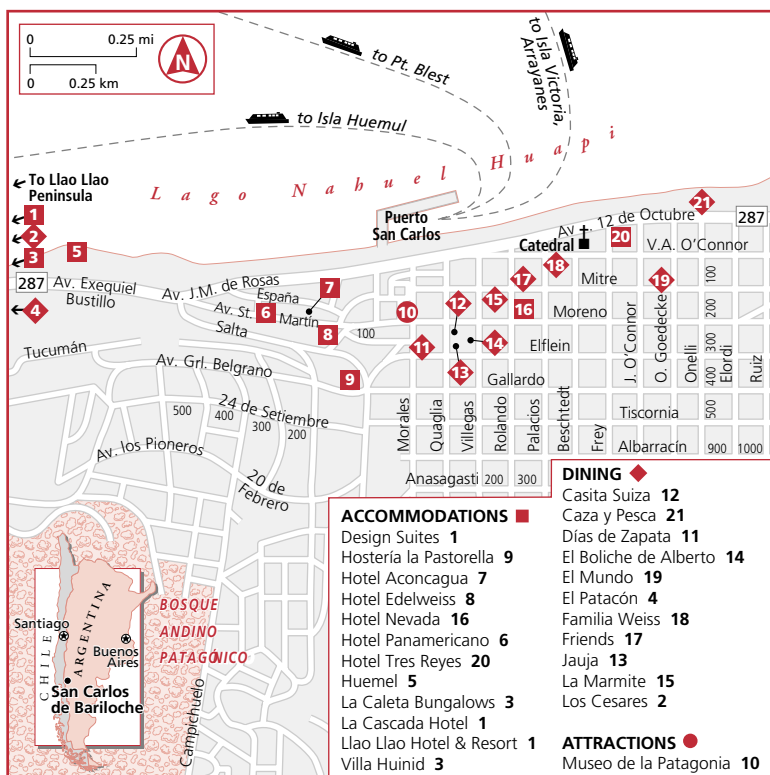 0 0.25 mi
0 0.25 km
N
to Pt. Blest
to Isla Victoria,
Arrayanes
to Isla Huemul
Lago Nahuel Huapi
To Llao Llao
Peninsula
1
2
3
5
287
4
Puerto
San Carlos
21
Av. 12 de Octubre
287
Catedral
20
V.A. O'Connor
18
Av. Exequiel
Bustillo
Av. J.M. de Rosas
España
7
17
Mitre
19
100
Av. St. Martín
6
10
12
15
16
Moreno
200
Salta
8
100
11
14
Elflein
300
Tucumán
Av. Grl. Belgrano
9
13
Gallardo
400
J. O'Connor
O. Goedecke
Onelli
Elordi
Ruiz
24 de Setiembre
500
400
300
200
Morales
Quaglia
Villegas
Rolando
Palacios
Beschtedt
Frey
Tiscornia
500
Av. los Pioneros
Albarracín
900
1000
20 de
Febrero
Anasagasti
200
300
Campichuelo
BOSQUE
ANDINO
PATAGÓNICO
CHILE
ARGENTINA
Santiago
Buenos
Aires
San Carlos
de Bariloche
ACCOMMODATIONS
Design Suites 1
Hostería la Pastorella 9
Hotel Aconcagua 7
Hotel Edelweiss 8
Hotel Nevada 16
Hotel Panamericano 6
Hotel Tres Reyes 20
Huemel 5
La Caleta Bungalows 3
La Cascada Hotel 1
Llao Llao Hotel & Resort 1
Villa Huinid 3
DINING
Casita Suiza 12
Caza y Pesca 21
Días de Zapata 11
El Boliche de Alberto 14
El Mundo 19
El Patacón 4
Familia Weiss 18
Friends 17
Jauja 13
La Marmite 15
Los Cesares 2
ATTRACTIONS
Museo de la Patagonia 10